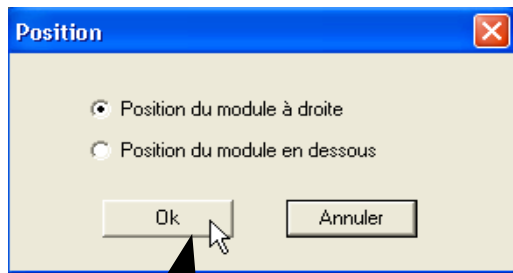 Position
Position du module à droite
Position du module en dessous
Ok
Annuler